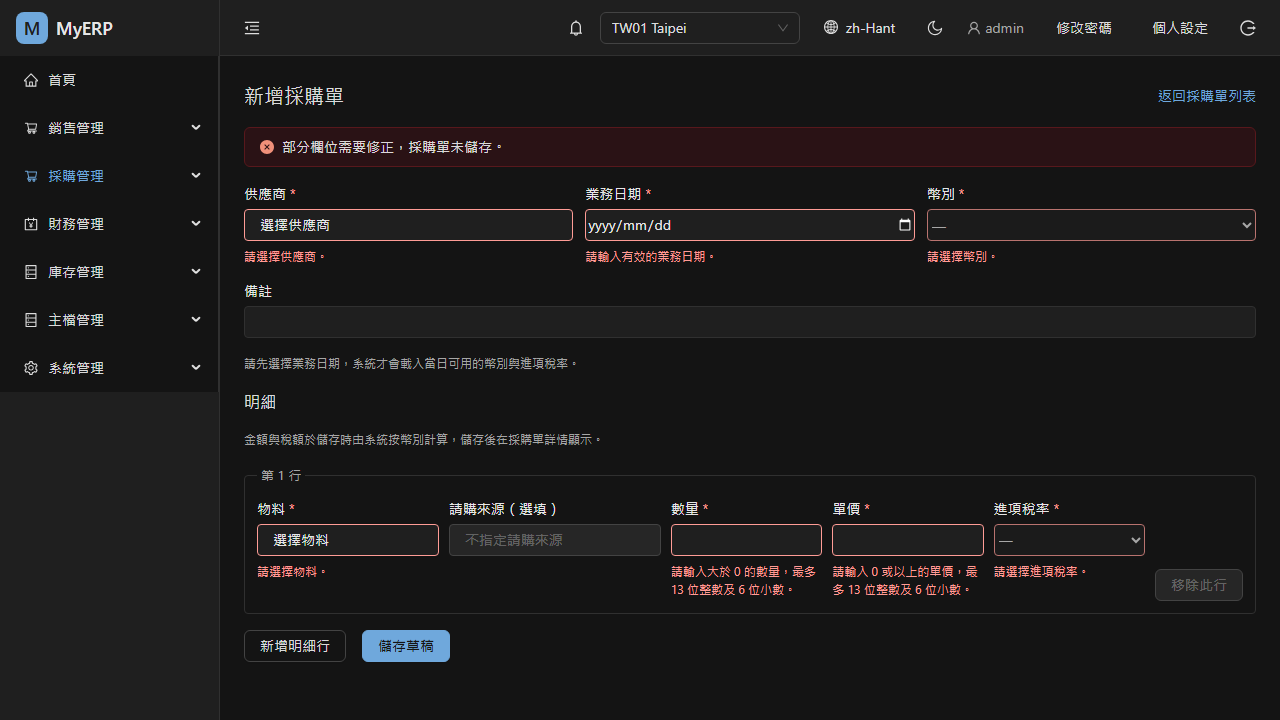 M MyERP
TW01 Taipei
zh-Hant
admin
修改密碼
個人設定
首頁
銷售管理
採購管理
財務管理
庫存管理
主檔管理
系統管理
新增採購單
返回採購單列表
部分欄位需要修正，採購單未儲存。
供應商 * 業務日期 * 幣別 *
選擇供應商 yyyy/mm/dd —
請選擇供應商。 請輸入有效的業務日期。 請選擇幣別。
備註
請先選擇業務日期，系統才會載入當日可用的幣別與進項稅率。
明細
金額與稅額於儲存時由系統按幣別計算，儲存後在採購單詳情顯示。
第 1 行
物料 * 請購來源（選填） 數量 * 單價 * 進項稅率 *
選擇物料 不指定請購來源 —
請選擇物料。 請輸入大於 0 的數量，最多 請輸入 0 或以上的單價，最 請選擇進項稅率。
13 位整數及 6 位小數。 多 13 位整數及 6 位小數。
移除此行
新增明細行 儲存草稿